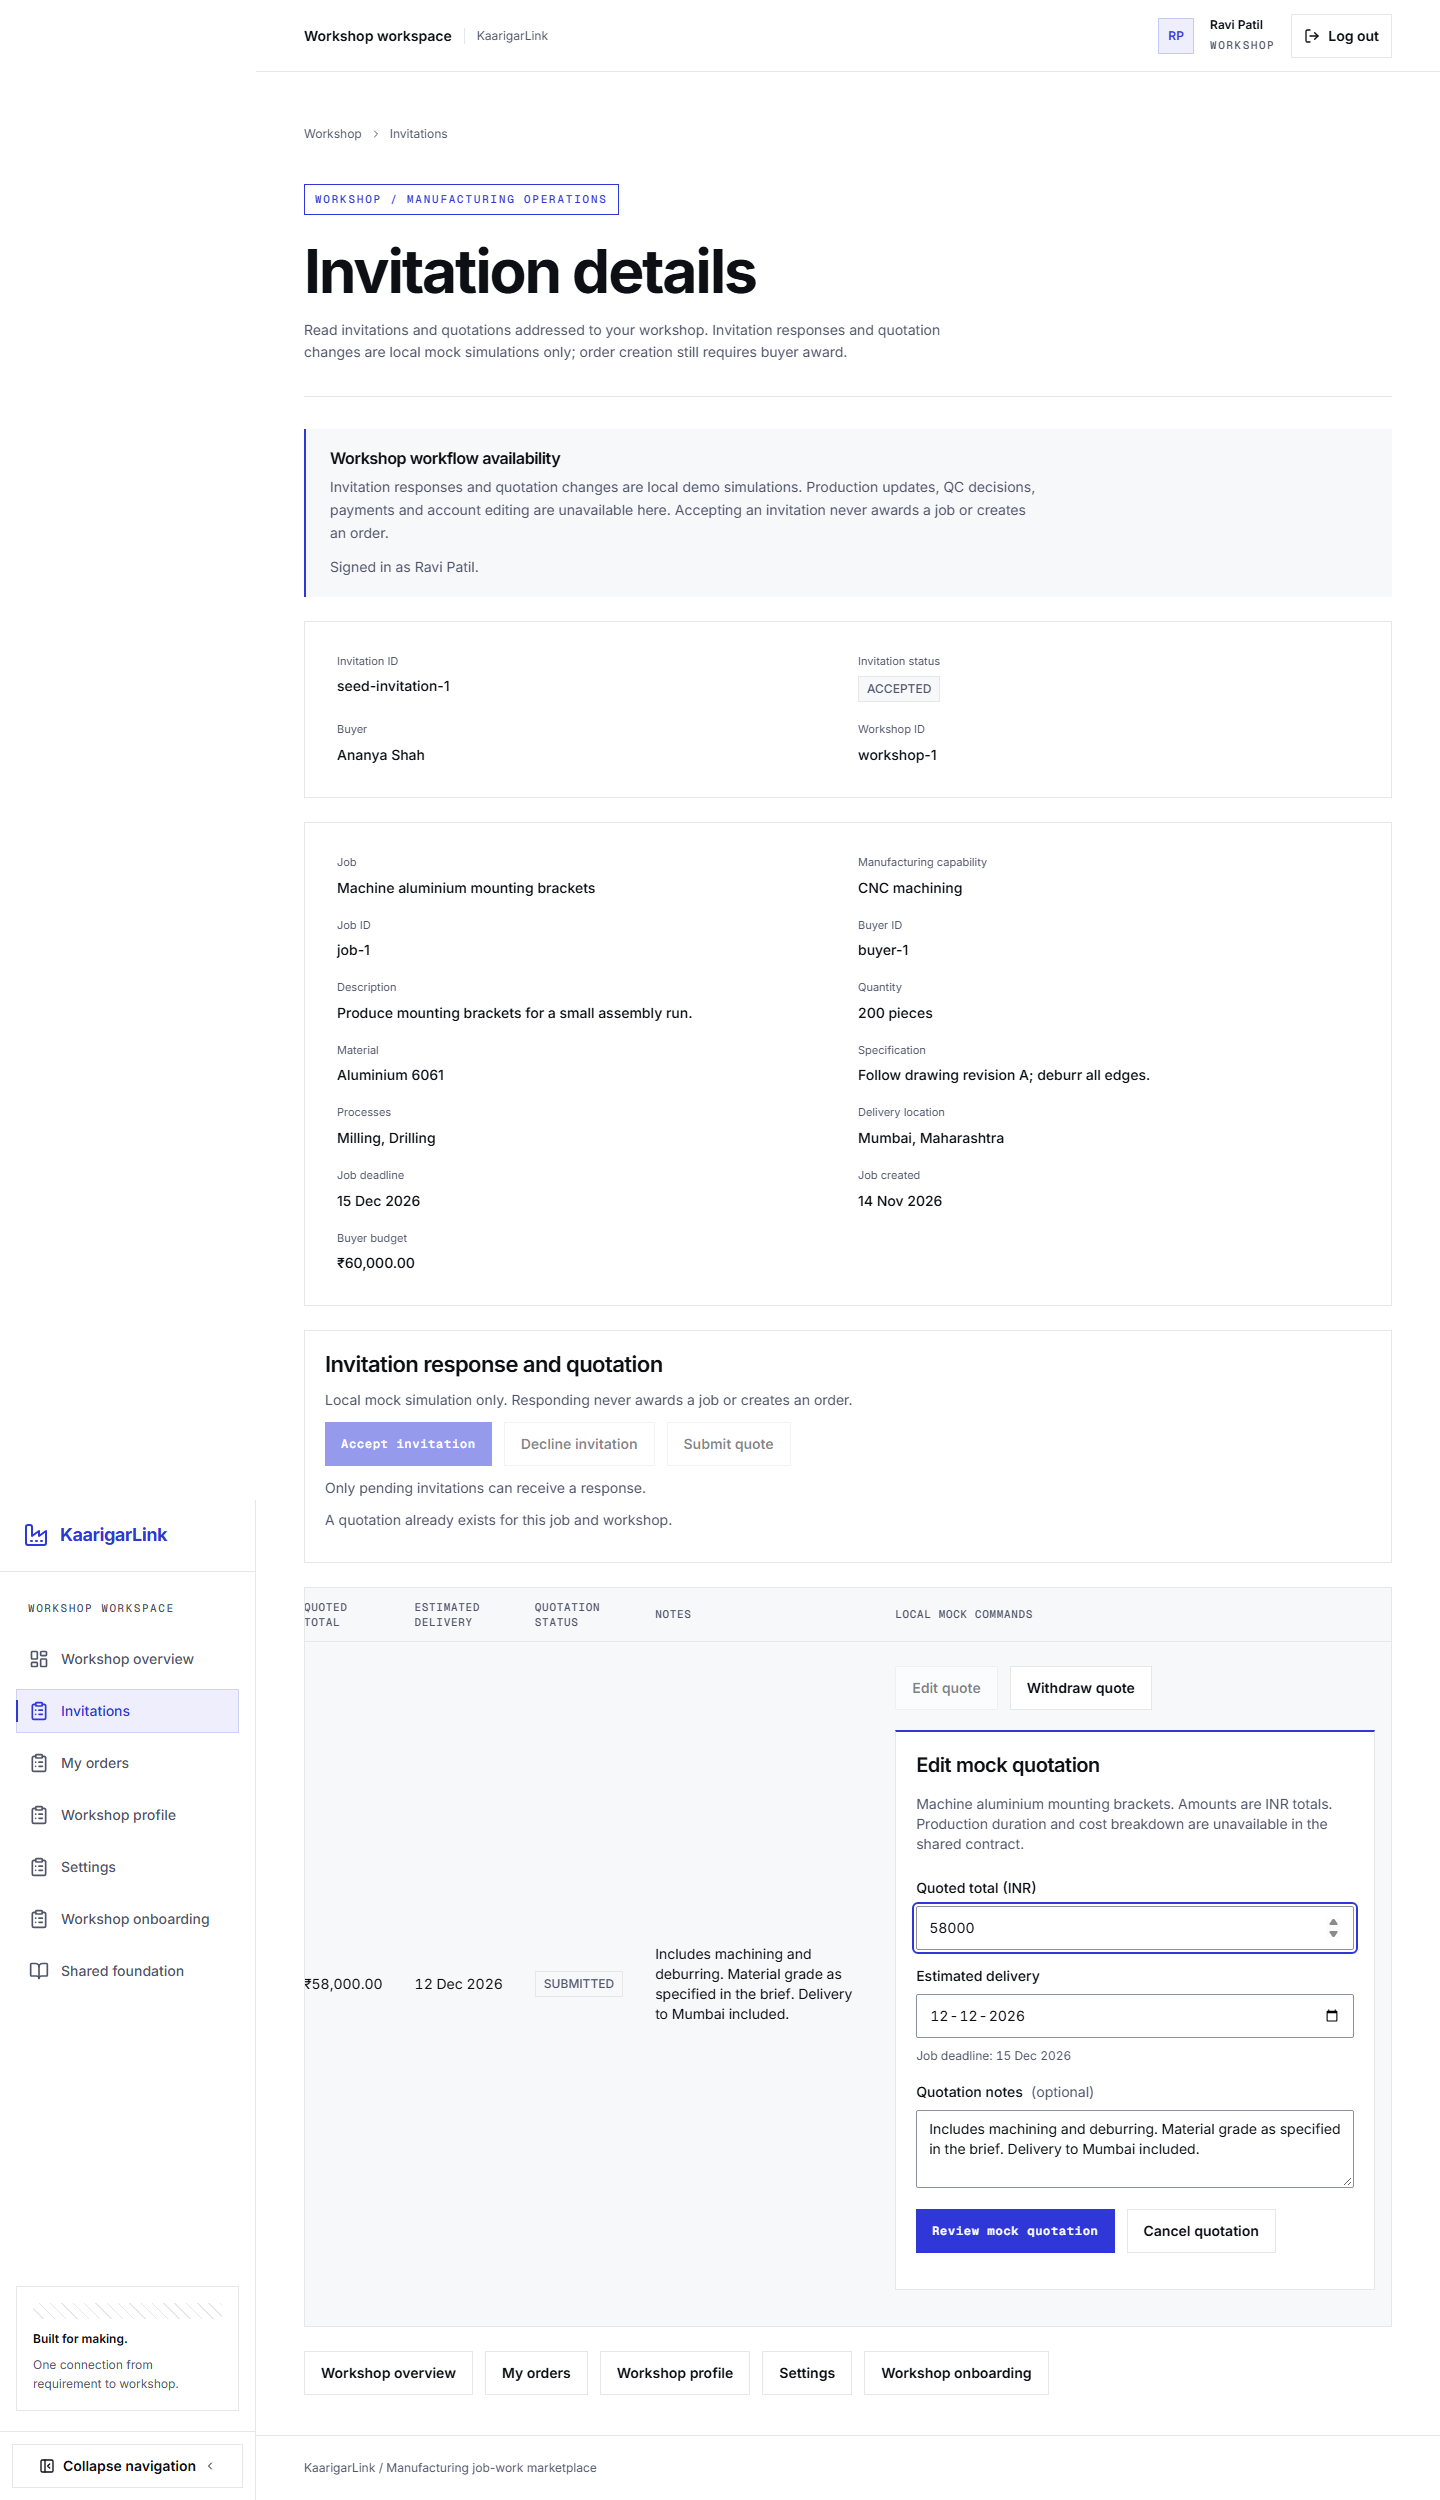 Workshop workspace
KaarigarLink
RP
Ravi Patil
WORKSHOP
Log out
Workshop
Invitations
WORKSHOP / MANUFACTURING OPERATIONS
Invitation details
Read invitations and quotations addressed to your workshop. Invitation responses and quotation
changes are local mock simulations only; order creation still requires buyer award.
Workshop workflow availability
Invitation responses and quotation changes are local demo simulations. Production updates, QC decisions,
payments and account editing are unavailable here. Accepting an invitation never awards a job or creates
an order.
Signed in as Ravi Patil.
Invitation ID
seed-invitation-1
Invitation status
ACCEPTED
Buyer
Ananya Shah
Workshop ID
workshop-1
Job
Machine aluminium mounting brackets
Manufacturing capability
CNC machining
Job ID
job-1
Buyer ID
buyer-1
Description
Produce mounting brackets for a small assembly run.
Quantity
200 pieces
Material
Aluminium 6061
Specification
Follow drawing revision A; deburr all edges.
Processes
Milling, Drilling
Delivery location
Mumbai, Maharashtra
Job deadline
15 Dec 2026
Job created
14 Nov 2026
Buyer budget
₹60,000.00
Invitation response and quotation
Local mock simulation only. Responding never awards a job or creates an order.
Accept invitation
Decline invitation
Submit quote
Only pending invitations can receive a response.
A quotation already exists for this job and workshop.
KaarigarLink
WORKSHOP WORKSPACE
Workshop overview
Invitations
My orders
Workshop profile
Settings
Workshop onboarding
Shared foundation
Built for making.
One connection from
requirement to workshop.
Collapse navigation
QUOTED
TOTAL
ESTIMATED
DELIVERY
QUOTATION
STATUS
NOTES
LOCAL MOCK COMMANDS
₹58,000.00
12 Dec 2026
SUBMITTED
Includes machining and
deburring. Material grade as
specified in the brief. Delivery
to Mumbai included.
Edit quote
Withdraw quote
Edit mock quotation
Machine aluminium mounting brackets. Amounts are INR totals.
Production duration and cost breakdown are unavailable in the
shared contract.
Quoted total (INR)
58000
Estimated delivery
12-12-2026
Job deadline: 15 Dec 2026
Quotation notes (optional)
Includes machining and deburring. Material grade as specified
in the brief. Delivery to Mumbai included.
Review mock quotation
Cancel quotation
Workshop overview
My orders
Workshop profile
Settings
Workshop onboarding
KaarigarLink / Manufacturing job-work marketplace